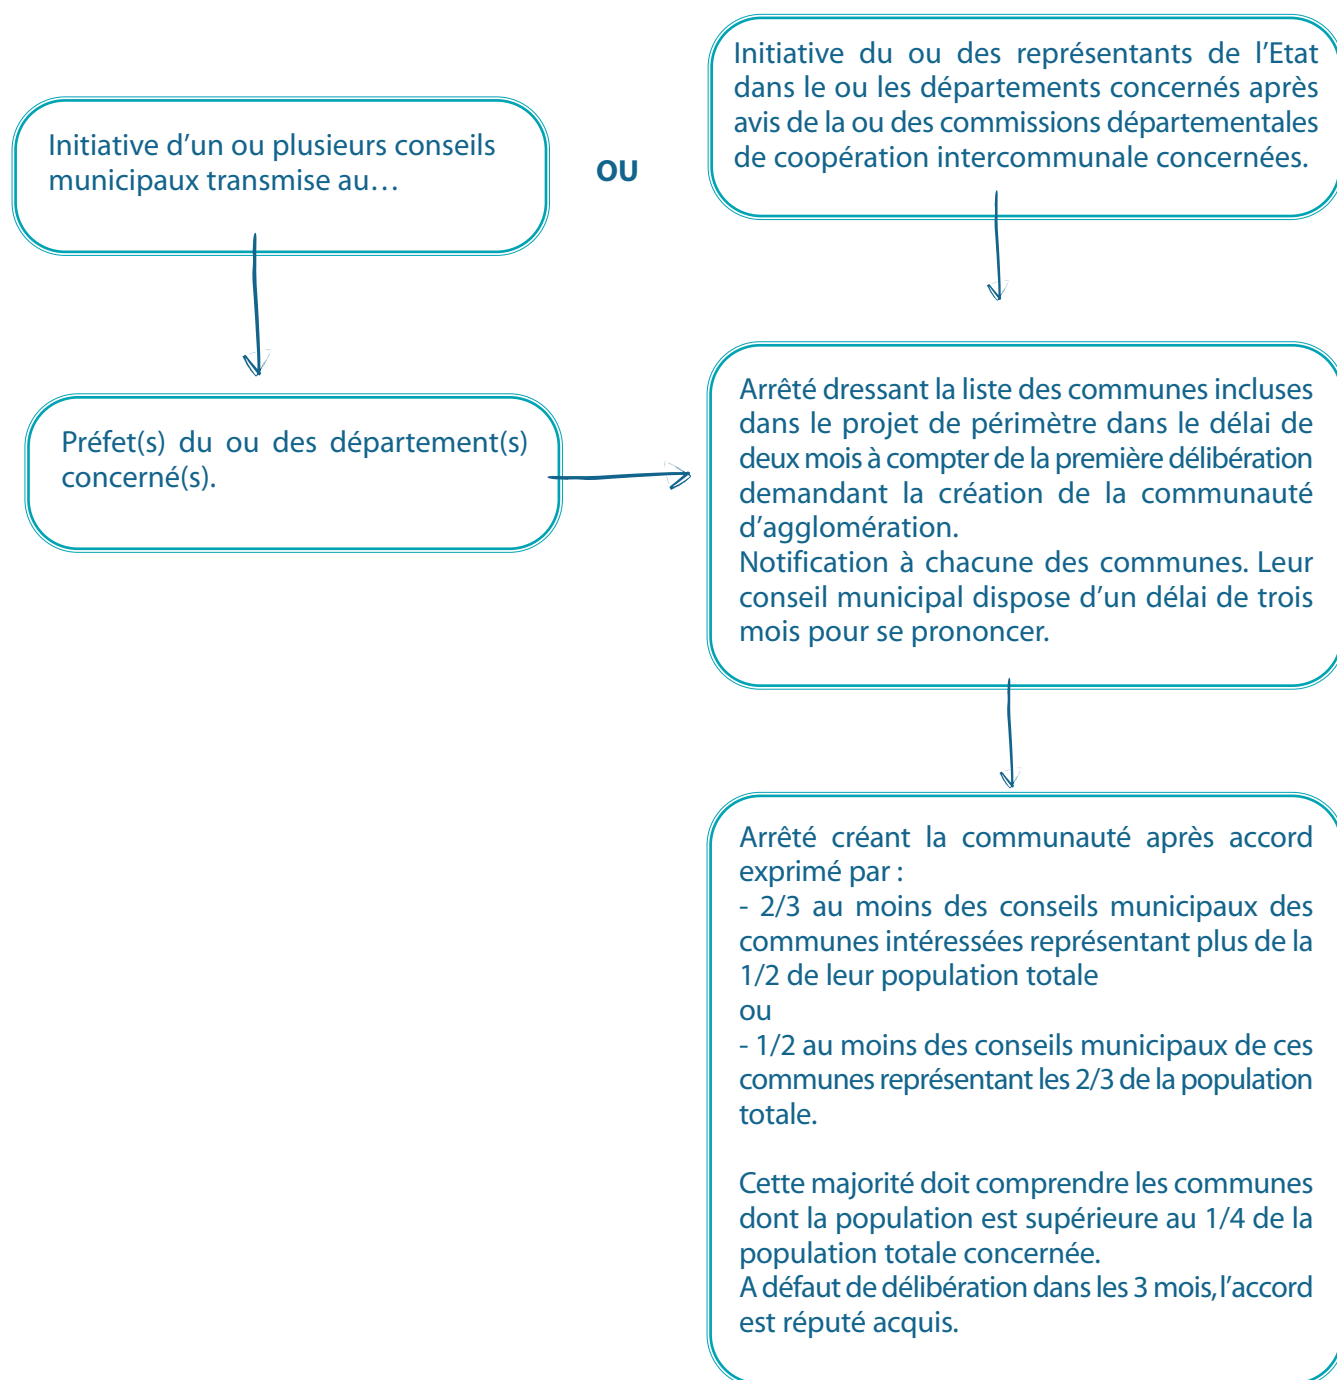 Initiative d’un ou plusieurs conseils
municipaux transmise au…
OU
Initiative du ou des représentants de l’Etat
dans le ou les départements concernés après
avis de la ou des commissions départementales
de coopération intercommunale concernées.
Préfet(s) du ou des département(s)
concerné(s).
Arrêté dressant la liste des communes incluses
dans le projet de périmètre dans le délai de
deux mois à compter de la première délibération
demandant la création de la communauté
d’agglomération.
Notification à chacune des communes. Leur
conseil municipal dispose d’un délai de trois
mois pour se prononcer.
Arrêté créant la communauté après accord
exprimé par :
- 2/3 au moins des conseils municipaux des
communes intéressées représentant plus de la
1/2 de leur population totale
ou
- 1/2 au moins des conseils municipaux de ces
communes représentant les 2/3 de la population
totale.
Cette majorité doit comprendre les communes
dont la population est supérieure au 1/4 de la
population totale concernée.
A défaut de délibération dans les 3 mois, l’accord
est réputé acquis.